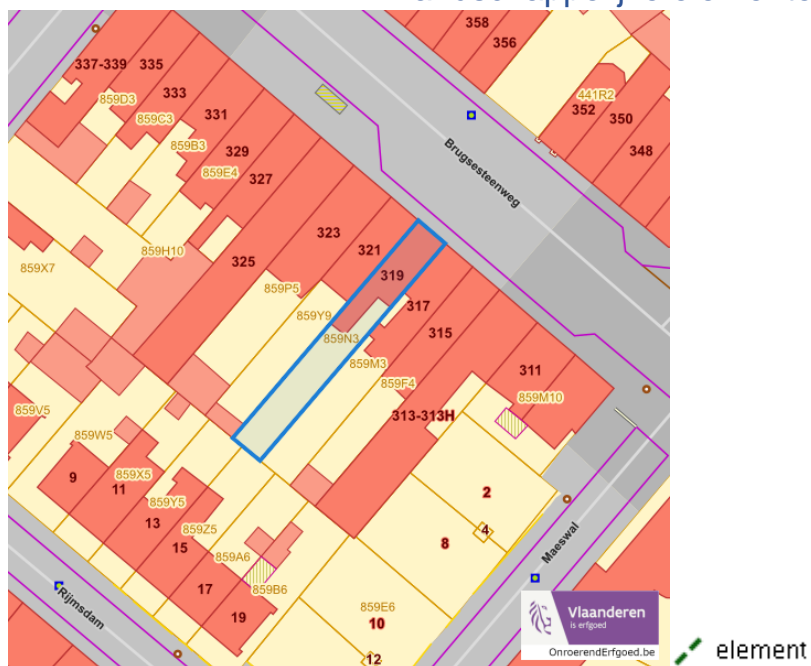 358
356
337-339
335
333
331
329
327
859D3
859C3
859B3
859E4
441R2
352
350
348
Brugsesteenweg
859H10
859X7
325
323
321
319
317
315
311
859P5
859Y9
859N3
859M3
859F4
859M10
313-313H
859V5
859W5
859X5
859Y5
859Z5
859A6
859B6
9
11
13
15
17
19
2
4
8
859E6
10
12
Maeswal
Rijmsdam
Vlaanderen
is erfgoed
OnroerendErfgoed.be
element